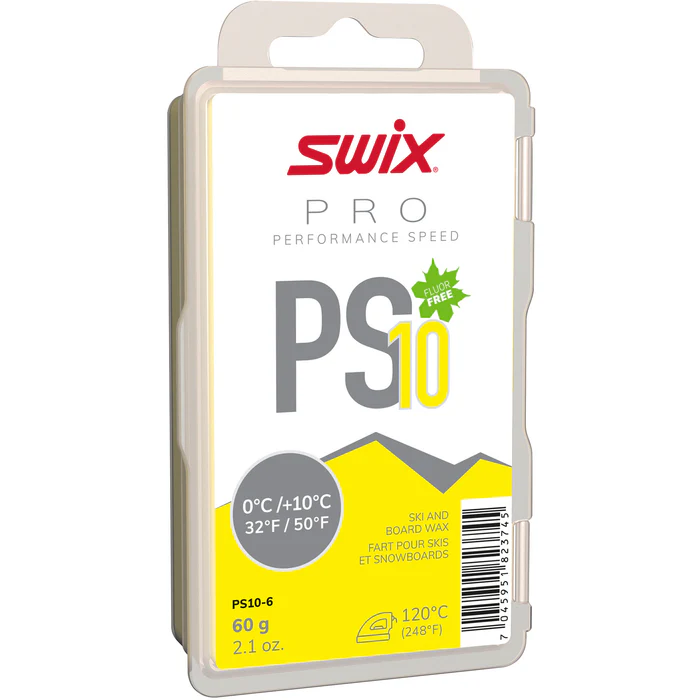 SWIX
PRO
PERFORMANCE SPEED
FLUOR
FREE
PS10
0°C /+10°C
32°F / 50°F
SKI AND
BOARD WAX
FART POUR SKIS
ET SNOWBOARDS
PS10-6
60 g
2.1 oz.
120°C
(248°F)
7 045951 823745